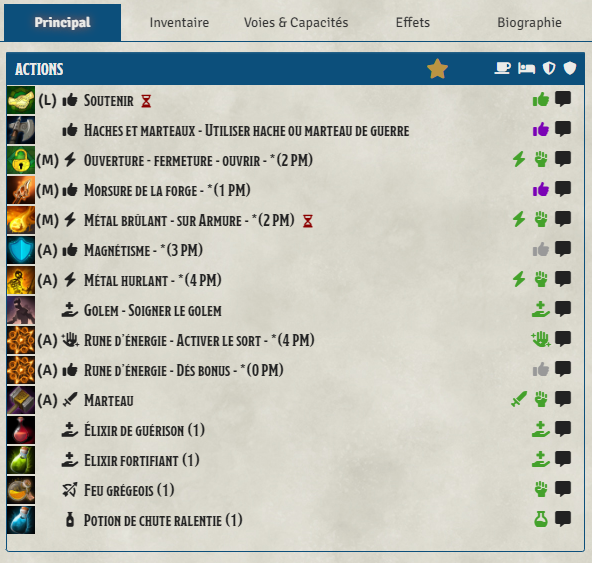 Principal Inventaire Voies & Capacités Effets Biographie
ACTIONS
(L) Soutenir
Haches et marteaux - Utiliser hache ou marteau de guerre
(M) Ouverture - fermeture - ouvrir - *(2 PM)
(M) Morsure de la forge - *(1 PM)
(M) Métal brûlant - sur Armure - *(2 PM)
(A) Magnétisme - *(3 PM)
(A) Métal hurlant - *(4 PM)
Golem - Soigner le golem
(A) Rune d'énergie - Activer le sort - *(4 PM)
(A) Rune d'énergie - Dés bonus - *(0 PM)
(A) Marteau
Élixir de guérison (1)
Elixir fortifiant (1)
Feu grégeois (1)
Potion de chute ralentie (1)